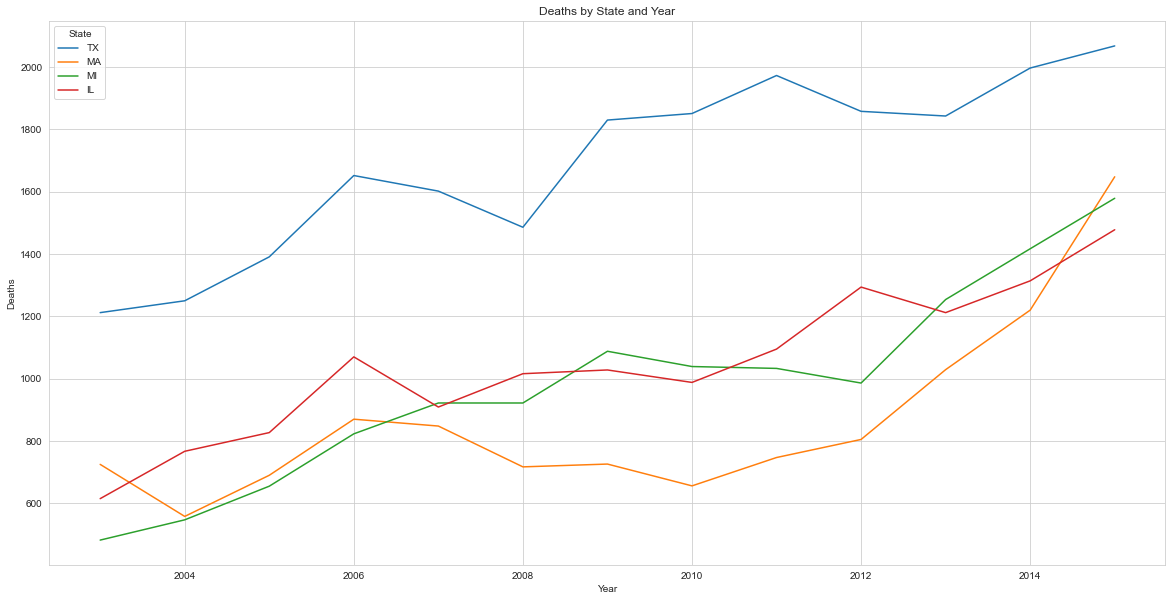 Deaths by State and Year
State
TX
MA
MI
IL
Deaths
2000
1800
1600
1400
1200
1000
800
600
2004 2006 2008 2010 2012 2014
Year